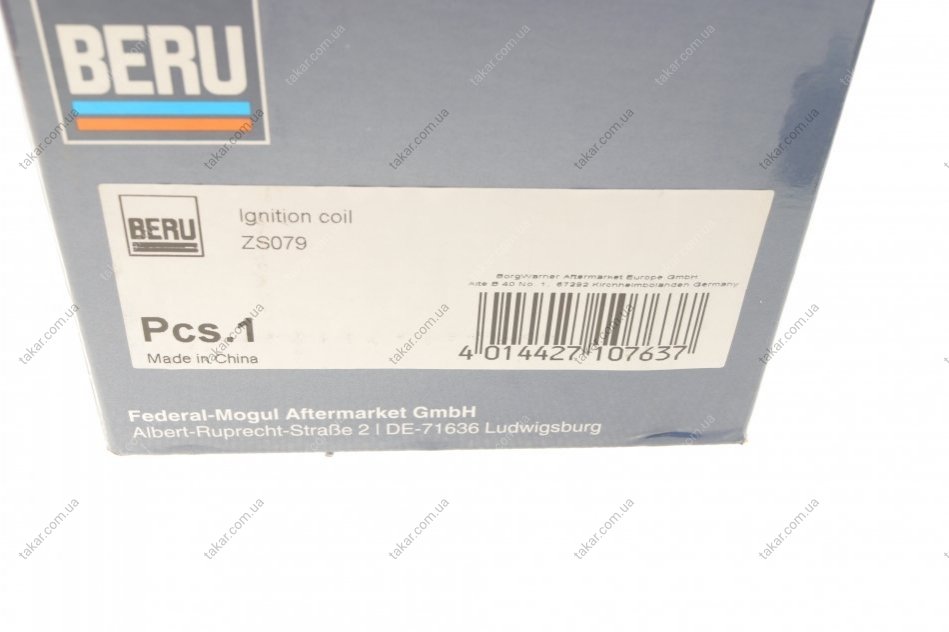 BERU
BERU
Ignition coil
ZS079
BorgWarner Aftermarket Europe GmbH
Alte B 40 No. 1, 67292 Kirchheimbolanden Germany
Pcs.1
Made in China
4 014427 107637
Federal-Mogul Aftermarket GmbH
Albert-Ruprecht-Straße 2 | DE-71636 Ludwigsburg
takar.com.ua